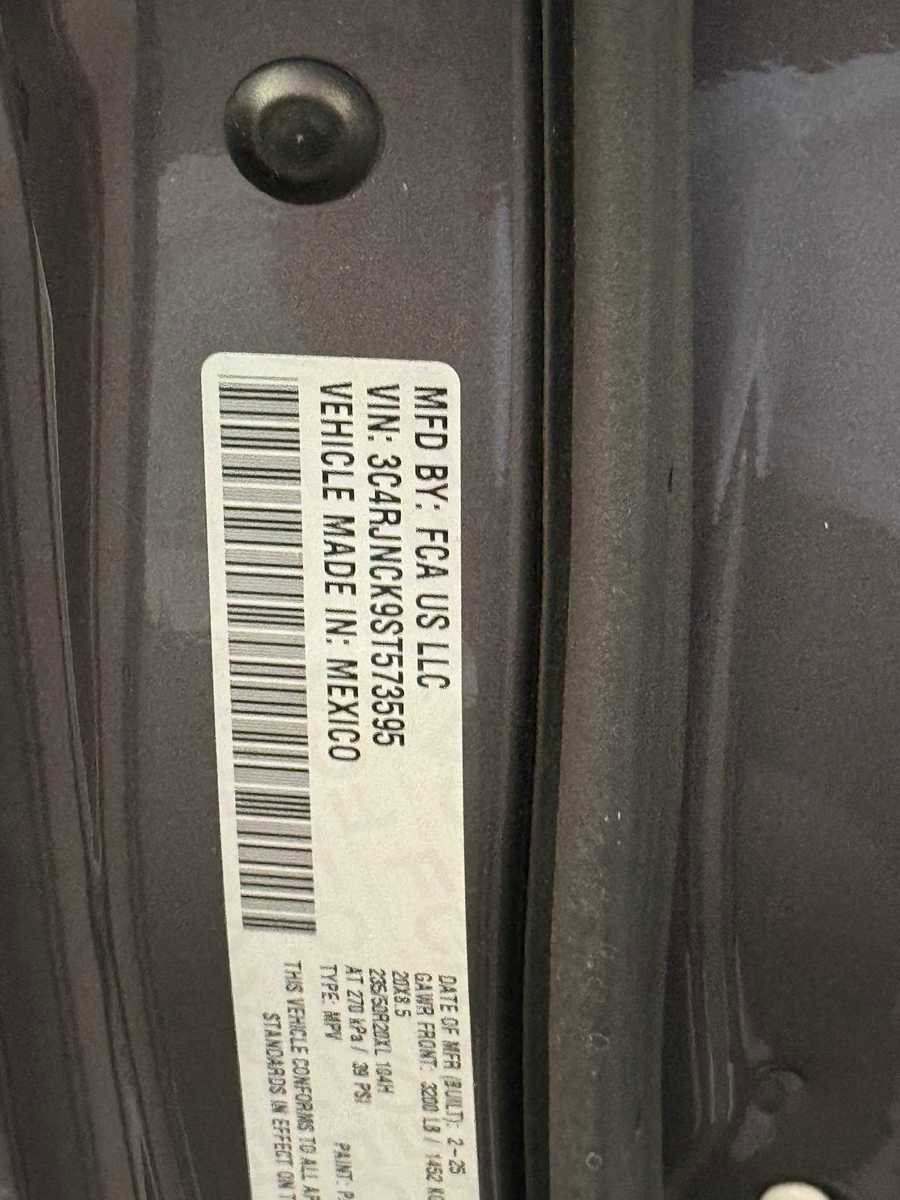 MFD BY: FCA US LLC
VIN: 3C4RJNCK9ST573595
VEHICLE MADE IN: MEXICO
DATE OF MFR (BUILT): 2-25
GAWR FRONT: 3200 LB / 1452 KG
20X8.5
235/50R20XL 104H
AT 270 kPa / 39 PSI
TYPE: MPV PAINT:
THIS VEHICLE CONFORMS TO ALL
STANDARDS IN EFFECT ON